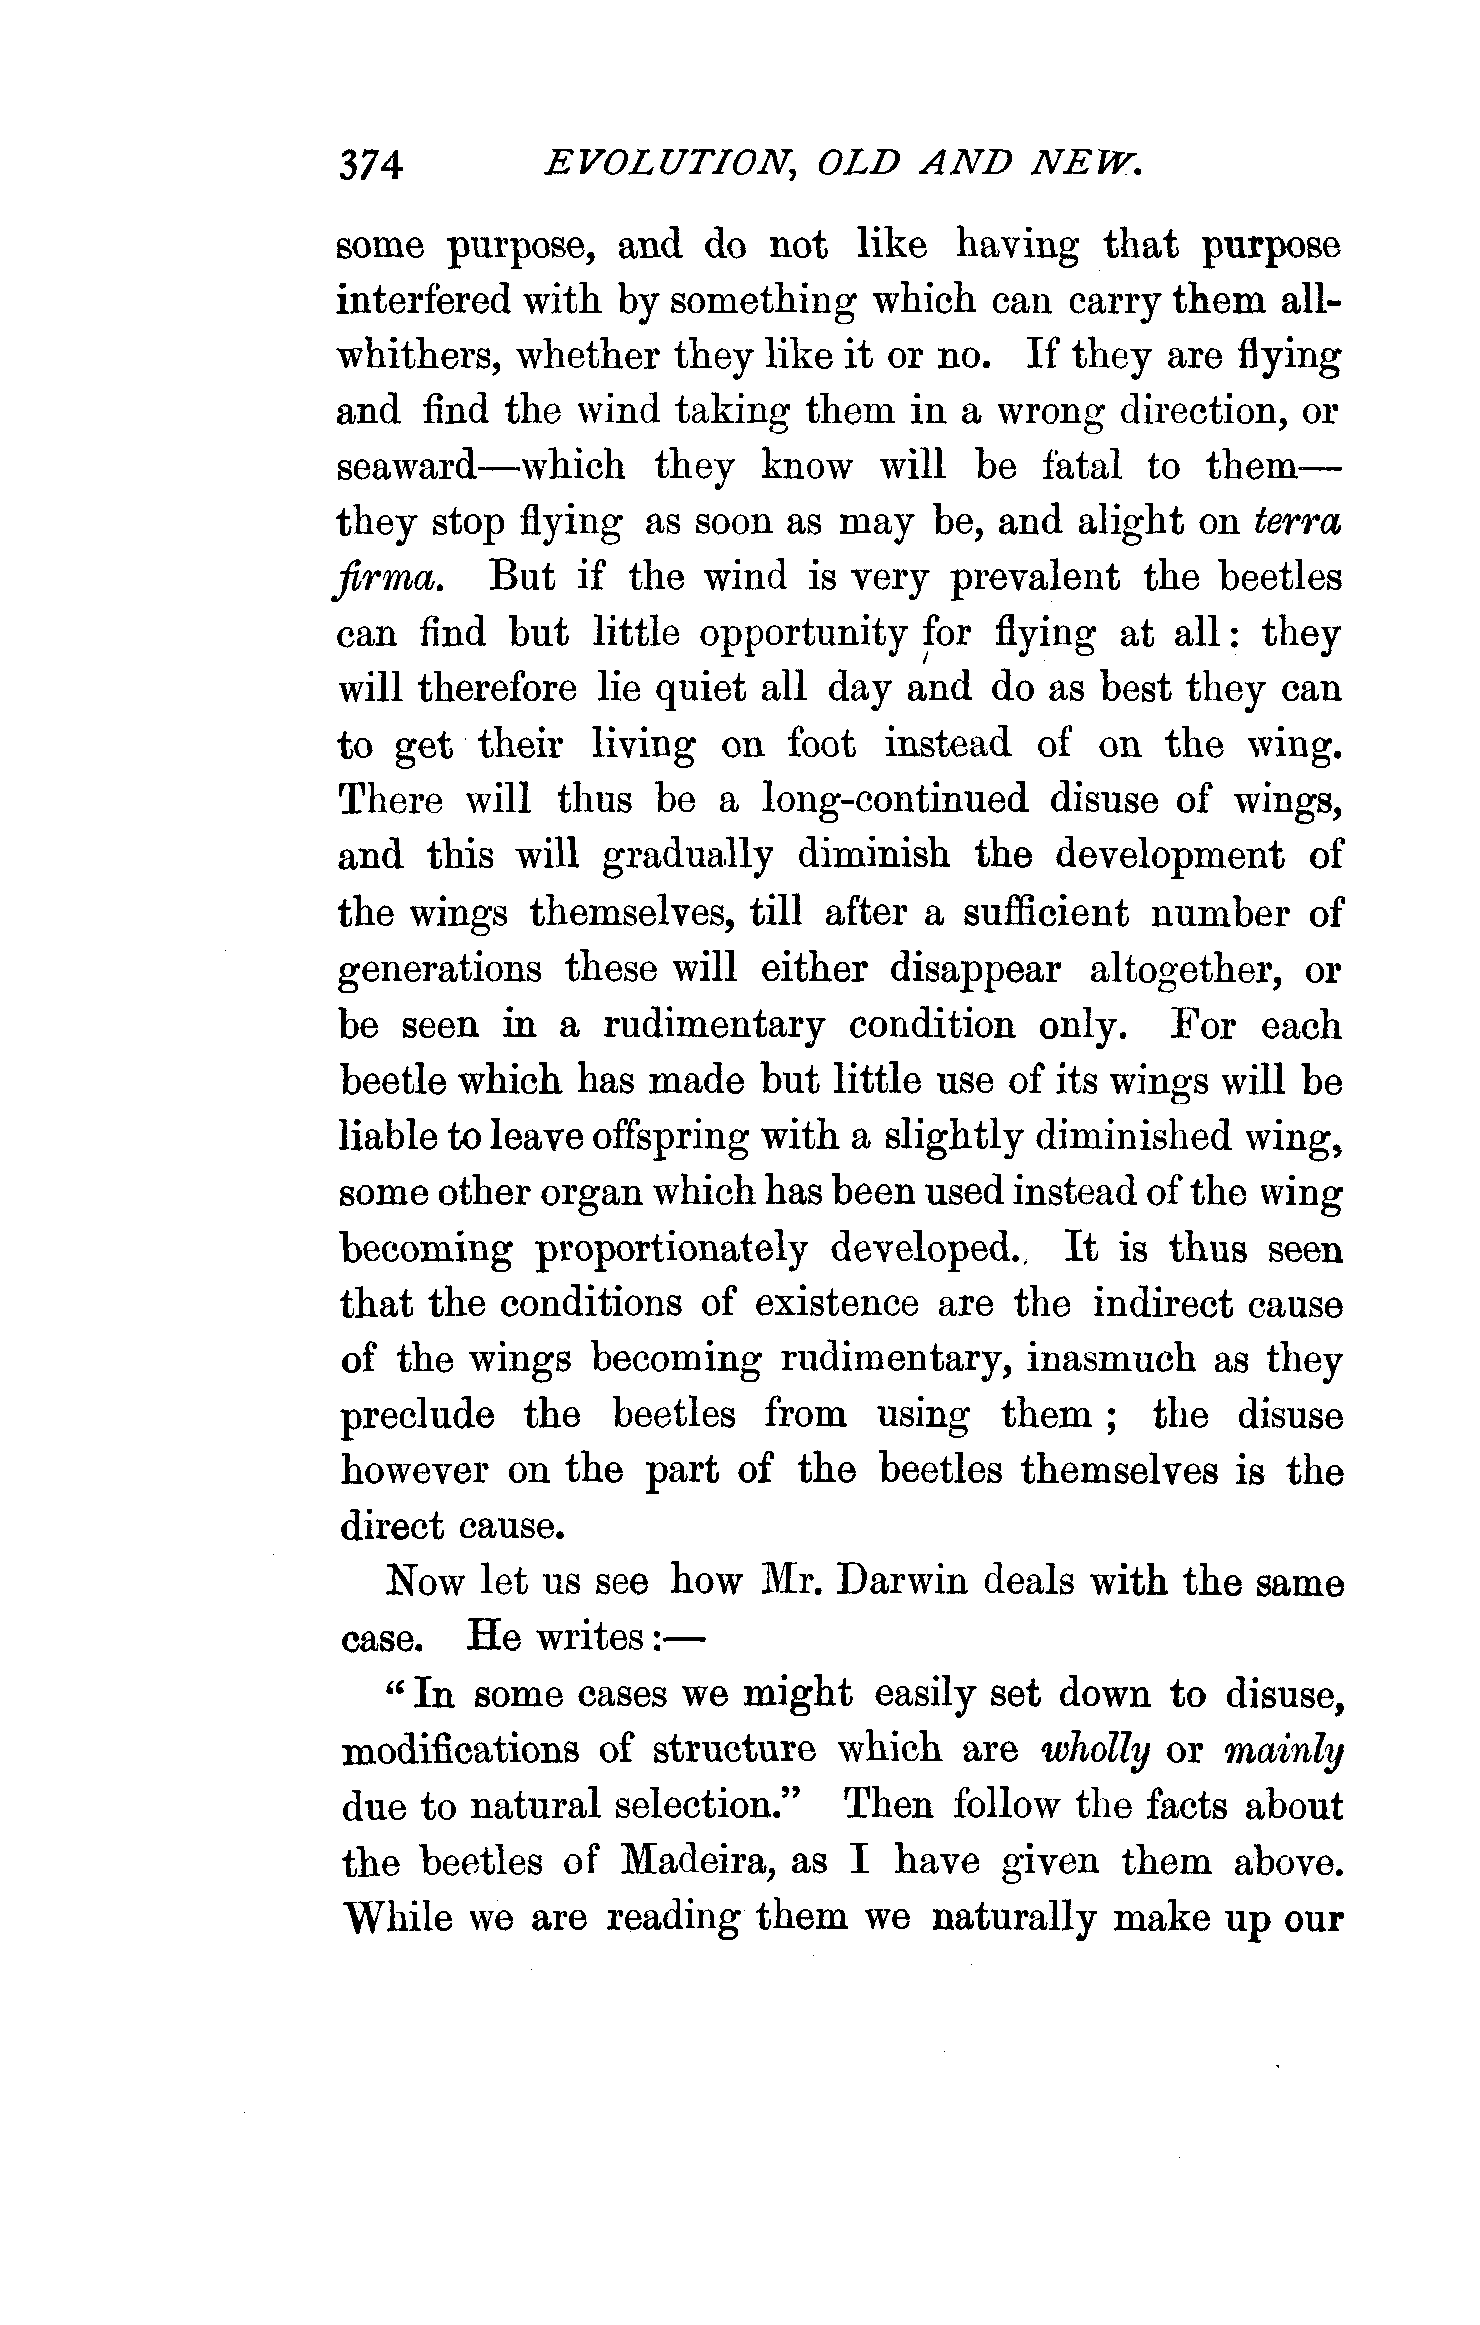 374 EVOLUTION, OLD AND NEW.
some purpose, and do not like having that purpose
interfered with by something which can carry them all-
whithers, whether they like it or no. If they are flying
and find the wind taking them in a wrong direction, or
seaward—which they know will be fatal to them—
they stop flying as soon as may be, and alight on terra
firma. But if the wind is very prevalent the beetles
can find but little opportunity for flying at all: they
will therefore lie quiet all day and do as best they can
to get their living on foot instead of on the wing.
There will thus be a long-continued disuse of wings,
and this will gradually diminish the development of
the wings themselves, till after a sufficient number of
generations these will either disappear altogether, or
be seen in a rudimentary condition only. For each
beetle which has made but little use of its wings will be
liable to leave offspring with a slightly diminished wing,
some other organ which has been used instead of the wing
becoming proportionately developed. It is thus seen
that the conditions of existence are the indirect cause
of the wings becoming rudimentary, inasmuch as they
preclude the beetles from using them; the disuse
however on the part of the beetles themselves is the
direct cause.
Now let us see how Mr. Darwin deals with the same
case. He writes:—
"In some cases we might easily set down to disuse,
modifications of structure which are wholly or mainly
due to natural selection." Then follow the facts about
the beetles of Madeira, as I have given them above.
While we are reading them we naturally make up our